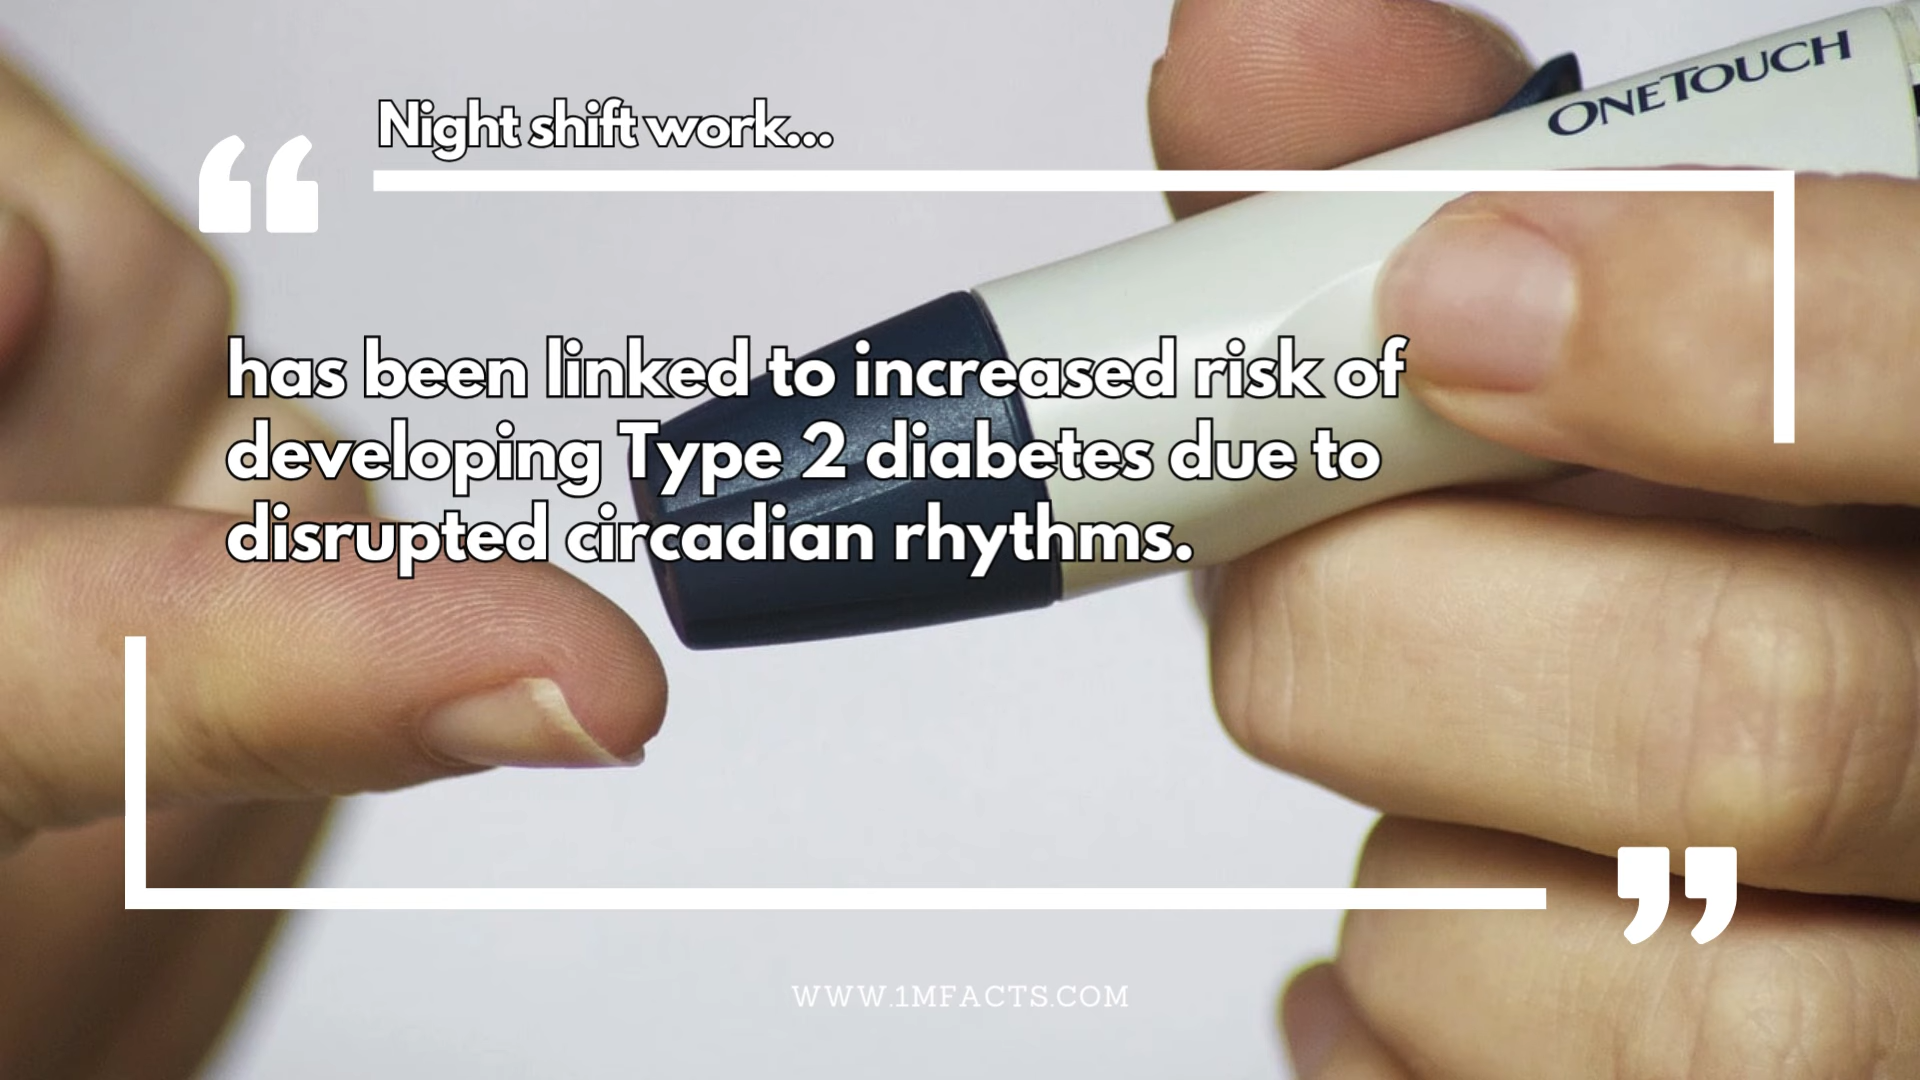 Night shift work...
ONETOUCH
“
has been linked to increased risk of
developing Type 2 diabetes due to
disrupted circadian rhythms.
”
WWW.1MFACTS.COM